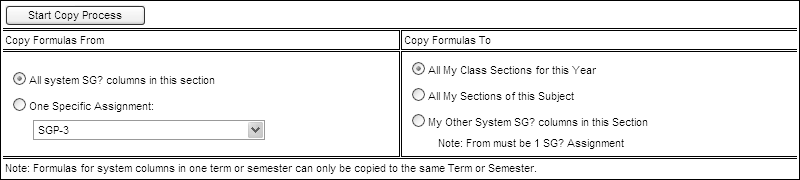 Start Copy Process
Copy Formulas From
Copy Formulas To
All system SG? columns in this section
One Specific Assignment:
SGP-3
All My Class Sections for this Year
All My Sections of this Subject
My Other System SG? columns in this Section
Note: From must be 1 SG? Assignment
Note: Formulas for system columns in one term or semester can only be copied to the same Term or Semester.